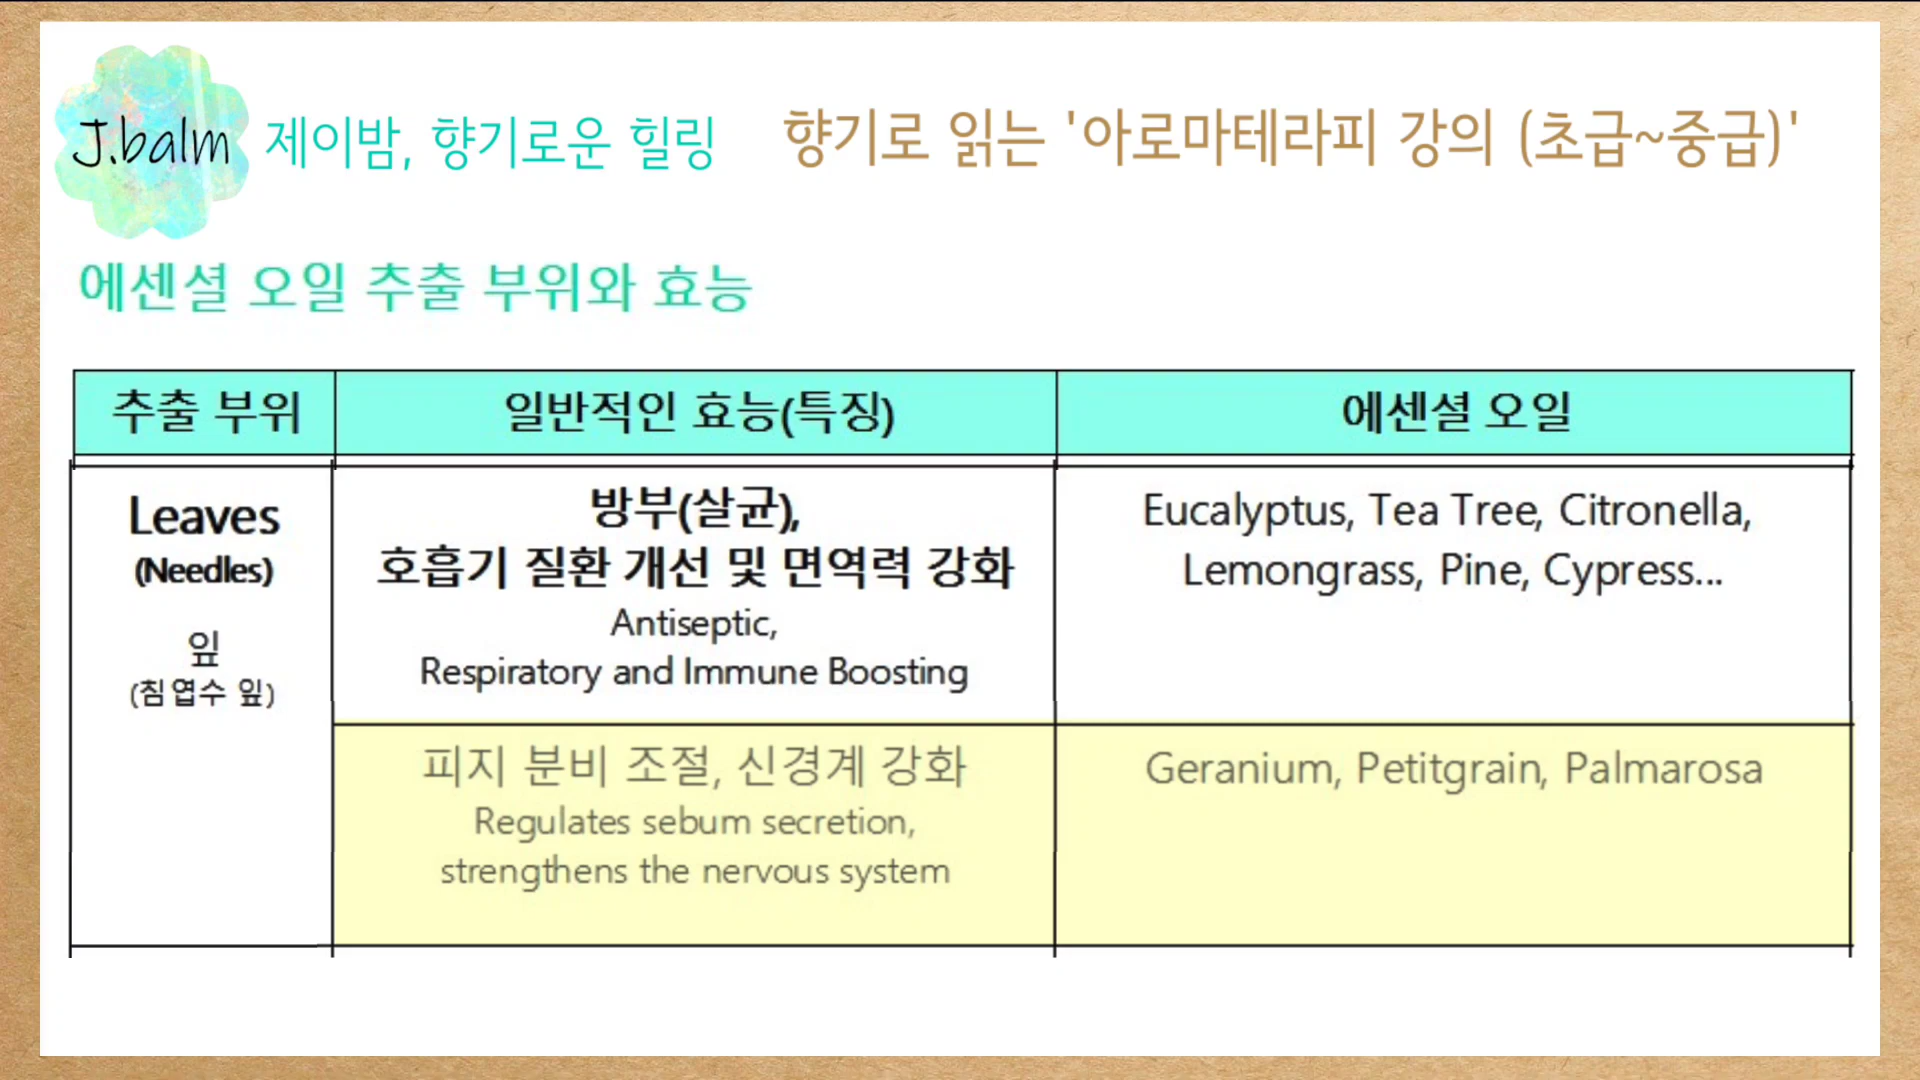 J.balm
제이밤, 향기로운 힐링
향기로 읽는 '아로마테라피 강의 (초급~중급)'
에센셜 오일 추출 부위와 효능
추출 부위
일반적인 효능(특징)
에센셜 오일
Leaves
(Needles)
잎
(침엽수 잎)
방부(살균),
호흡기 질환 개선 및 면역력 강화
Antiseptic,
Respiratory and Immune Boosting
Eucalyptus, Tea Tree, Citronella,
Lemongrass, Pine, Cypress...
피지 분비 조절, 신경계 강화
Regulates sebum secretion,
strengthens the nervous system
Geranium, Petitgrain, Palmarosa